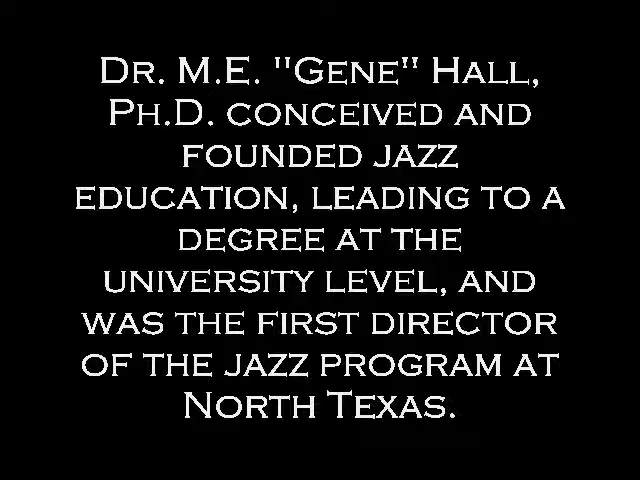 Dr. M.E. "Gene" Hall,
Ph.D. conceived and
founded jazz
education, leading to a
degree at the
university level, and
was the first director
of the jazz program at
North Texas.